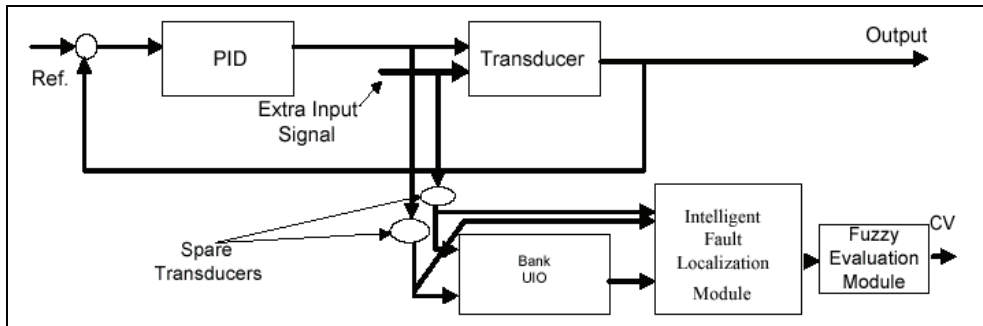 PID
Transducer
Output
Ref.
Extra Input
Signal
Spare
Transducers
Bank
UIO
Intelligent
Fault
Localization
Module
Fuzzy
Evaluation
Module
CV